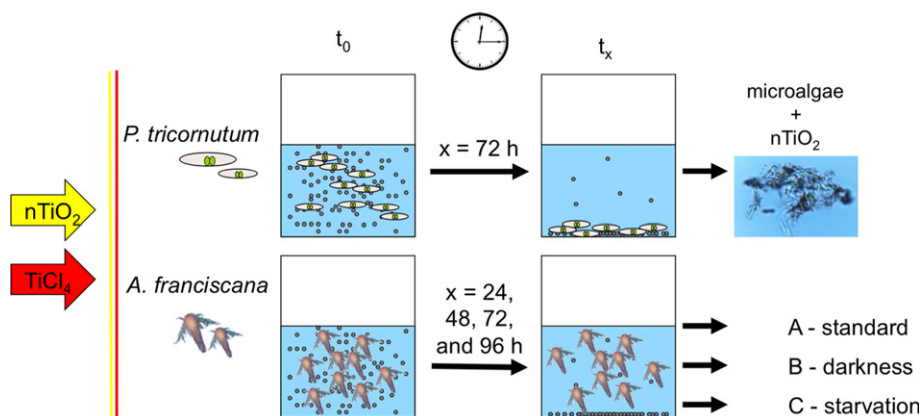 t0
tx
P. tricornutum
x = 72 h
microalgae
+
nTiO2
nTiO2
TiCl4
A. franciscana
x = 24,
48, 72,
and 96 h
A - standard
B - darkness
C - starvation